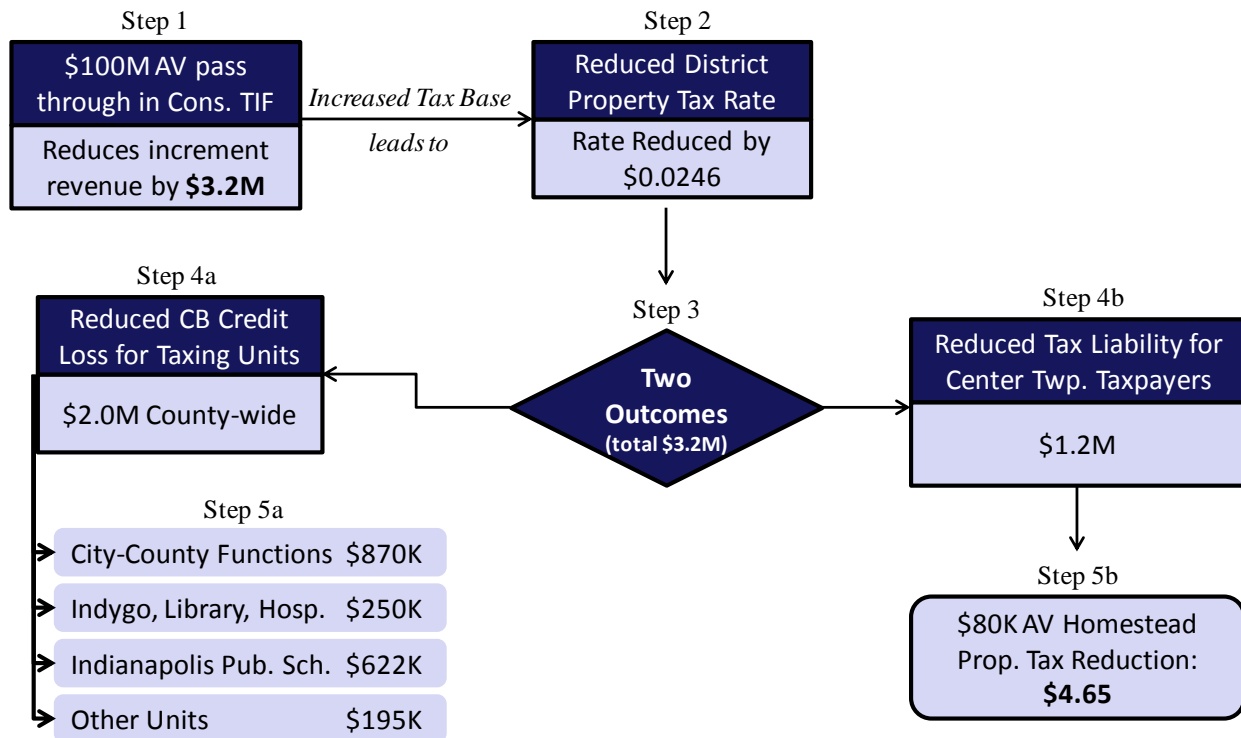 Step 1
$100M AV pass
through in Cons. TIF
Reduces increment
revenue by $3.2M
Increased Tax Base
leads to
Step 2
Reduced District
Property Tax Rate
Rate Reduced by
$0.0246
Step 3
Two
Outcomes
(total $3.2M)
Step 4a
Reduced CB Credit
Loss for Taxing Units
$2.0M County-wide
Step 4b
Reduced Tax Liability for
Center Twp. Taxpayers
$1.2M
Step 5a
City-County Functions $870K
Indygo, Library, Hosp. $250K
Indianapolis Pub. Sch. $622K
Other Units $195K
Step 5b
$80K AV Homestead
Prop. Tax Reduction:
$4.65